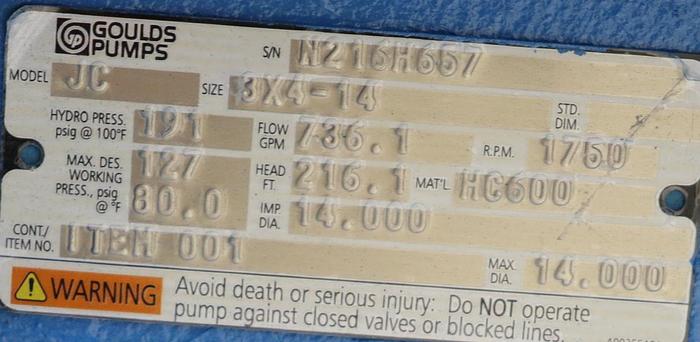 GOULDS
PUMPS
S/N N216H657
MODEL JC SIZE 3X4-14
STD.
DIM.
HYDRO PRESS.
psig @ 100°F 191
FLOW
GPM 736.1
R.P.M. 1750
MAX. DES.
WORKING
PRESS., psig
@ °F
127
80.0
HEAD
FT. 216.1
MAT'L HC600
IMP.
DIA. 14.000
CONT./
ITEM NO. ITEM 001
MAX.
DIA. 14.000
WARNING
Avoid death or serious injury: Do NOT operate
pump against closed valves or blocked lines.